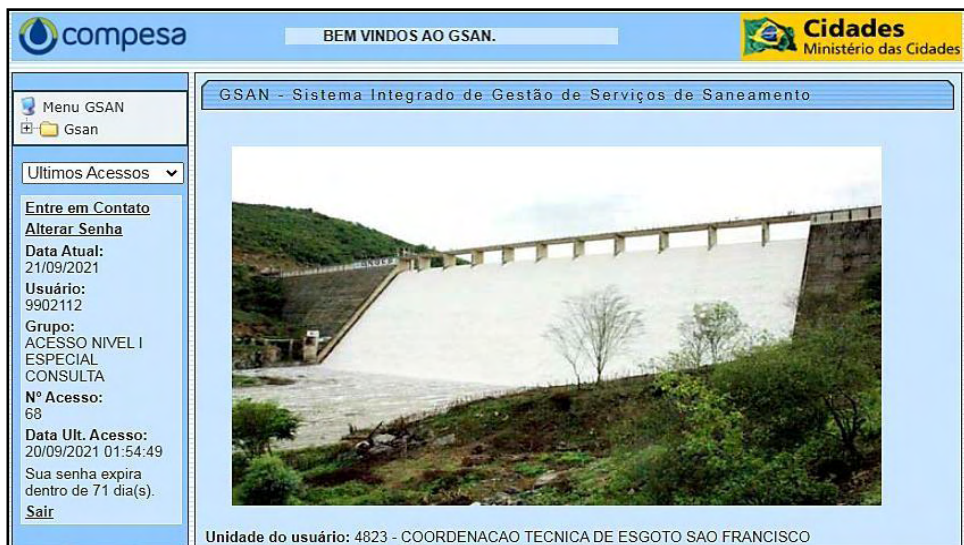 compesa
BEM VINDOS AO GSAN.
Cidades
Ministério das Cidades
Menu GSAN
Gsan
Ultimos Acessos
Entre em Contato
Alterar Senha
Data Atual:
21/09/2021
Usuário:
9902112
Grupo:
ACESSO NIVEL I
ESPECIAL
CONSULTA
Nº Acesso:
68
Data Ult. Acesso:
20/09/2021 01:54:49
Sua senha expira
dentro de 71 dia(s).
Sair
GSAN - Sistema Integrado de Gestão de Serviços de Saneamento
Unidade do usuário: 4823 - COORDENACAO TECNICA DE ESGOTO SAO FRANCISCO